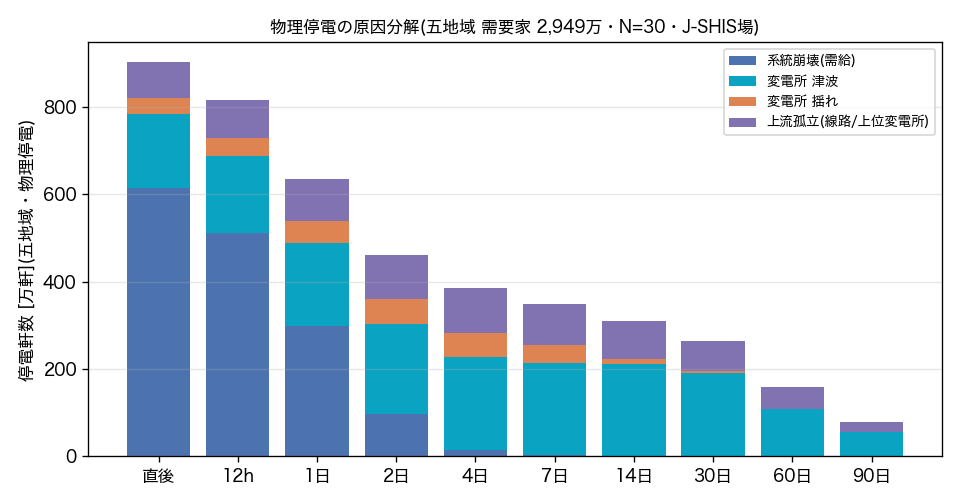 物理停電の原因分解(五地域 需要家 2,949万・N=30・J-SHIS場)
停電軒数 [万軒](五地域・物理停電)
800
600
400
200
0
系統崩壊(需給)
変電所 津波
変電所 揺れ
上流孤立(線路/上位変電所)
直後 12h 1日 2日 4日 7日 14日 30日 60日 90日